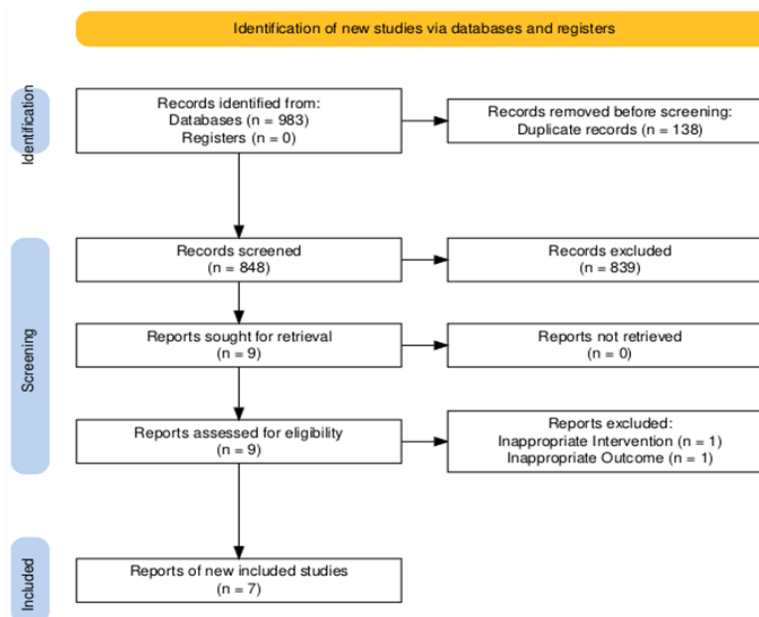 Identification of new studies via databases and registers
Identification
Records identified from:
Databases (n = 983)
Registers (n = 0)
Records removed before screening:
Duplicate records (n = 138)
Screening
Records screened
(n = 848)
Records excluded
(n = 839)
Reports sought for retrieval
(n = 9)
Reports not retrieved
(n = 0)
Reports assessed for eligibility
(n = 9)
Reports excluded:
Inappropriate Intervention (n = 1)
Inappropriate Outcome (n = 1)
Included
Reports of new included studies
(n = 7)